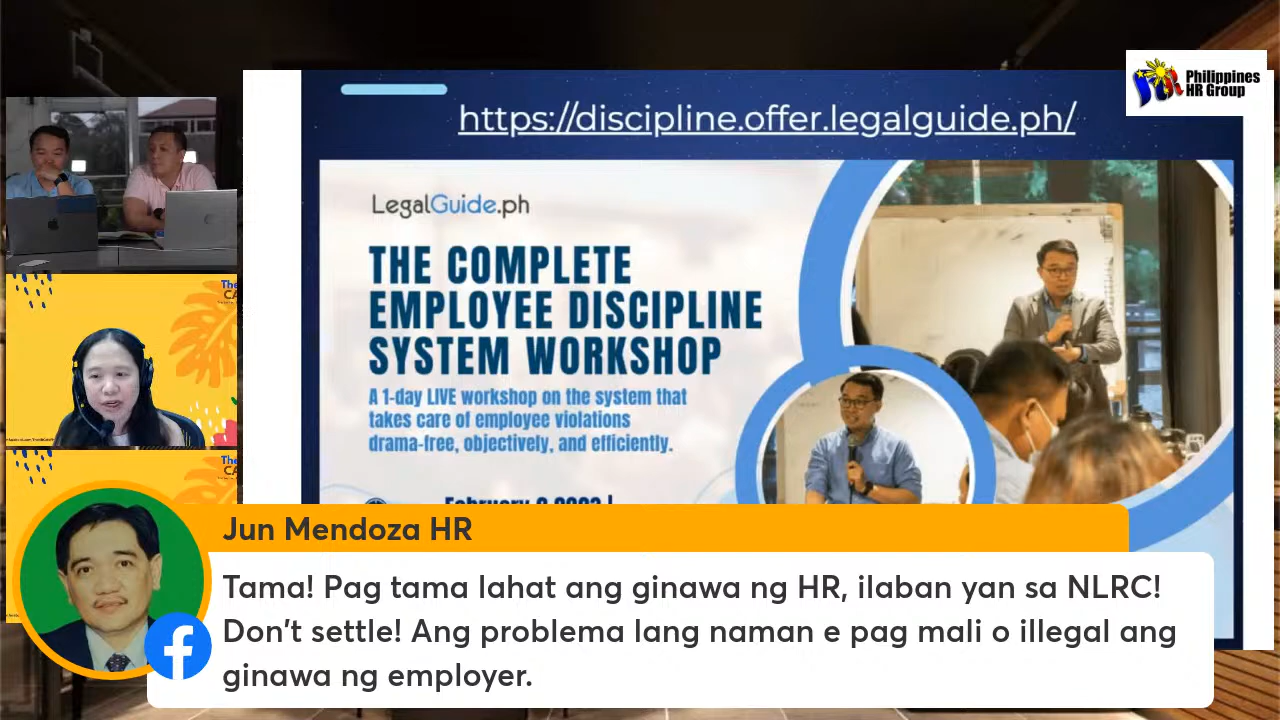 Philippines
HR Group
https://discipline.offer.legalguide.ph/
LegalGuide.ph
THE COMPLETE
EMPLOYEE DISCIPLINE
SYSTEM WORKSHOP
A 1-day LIVE workshop on the system that
takes care of employee violations
drama-free, objectively, and efficiently.
Jun Mendoza HR
Tama! Pag tama lahat ang ginawa ng HR, ilaban yan sa NLRC!
Don't settle! Ang problema lang naman e pag mali o illegal ang
ginawa ng employer.